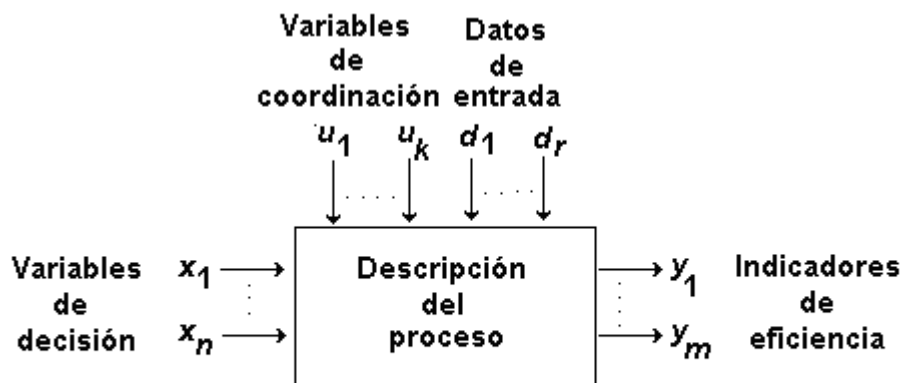 Variables Datos
de de
coordinación entrada
u1 uk d1 dr
Variables x1 Descripción y1 Indicadores
de del de
decisión xn proceso ym eficiencia